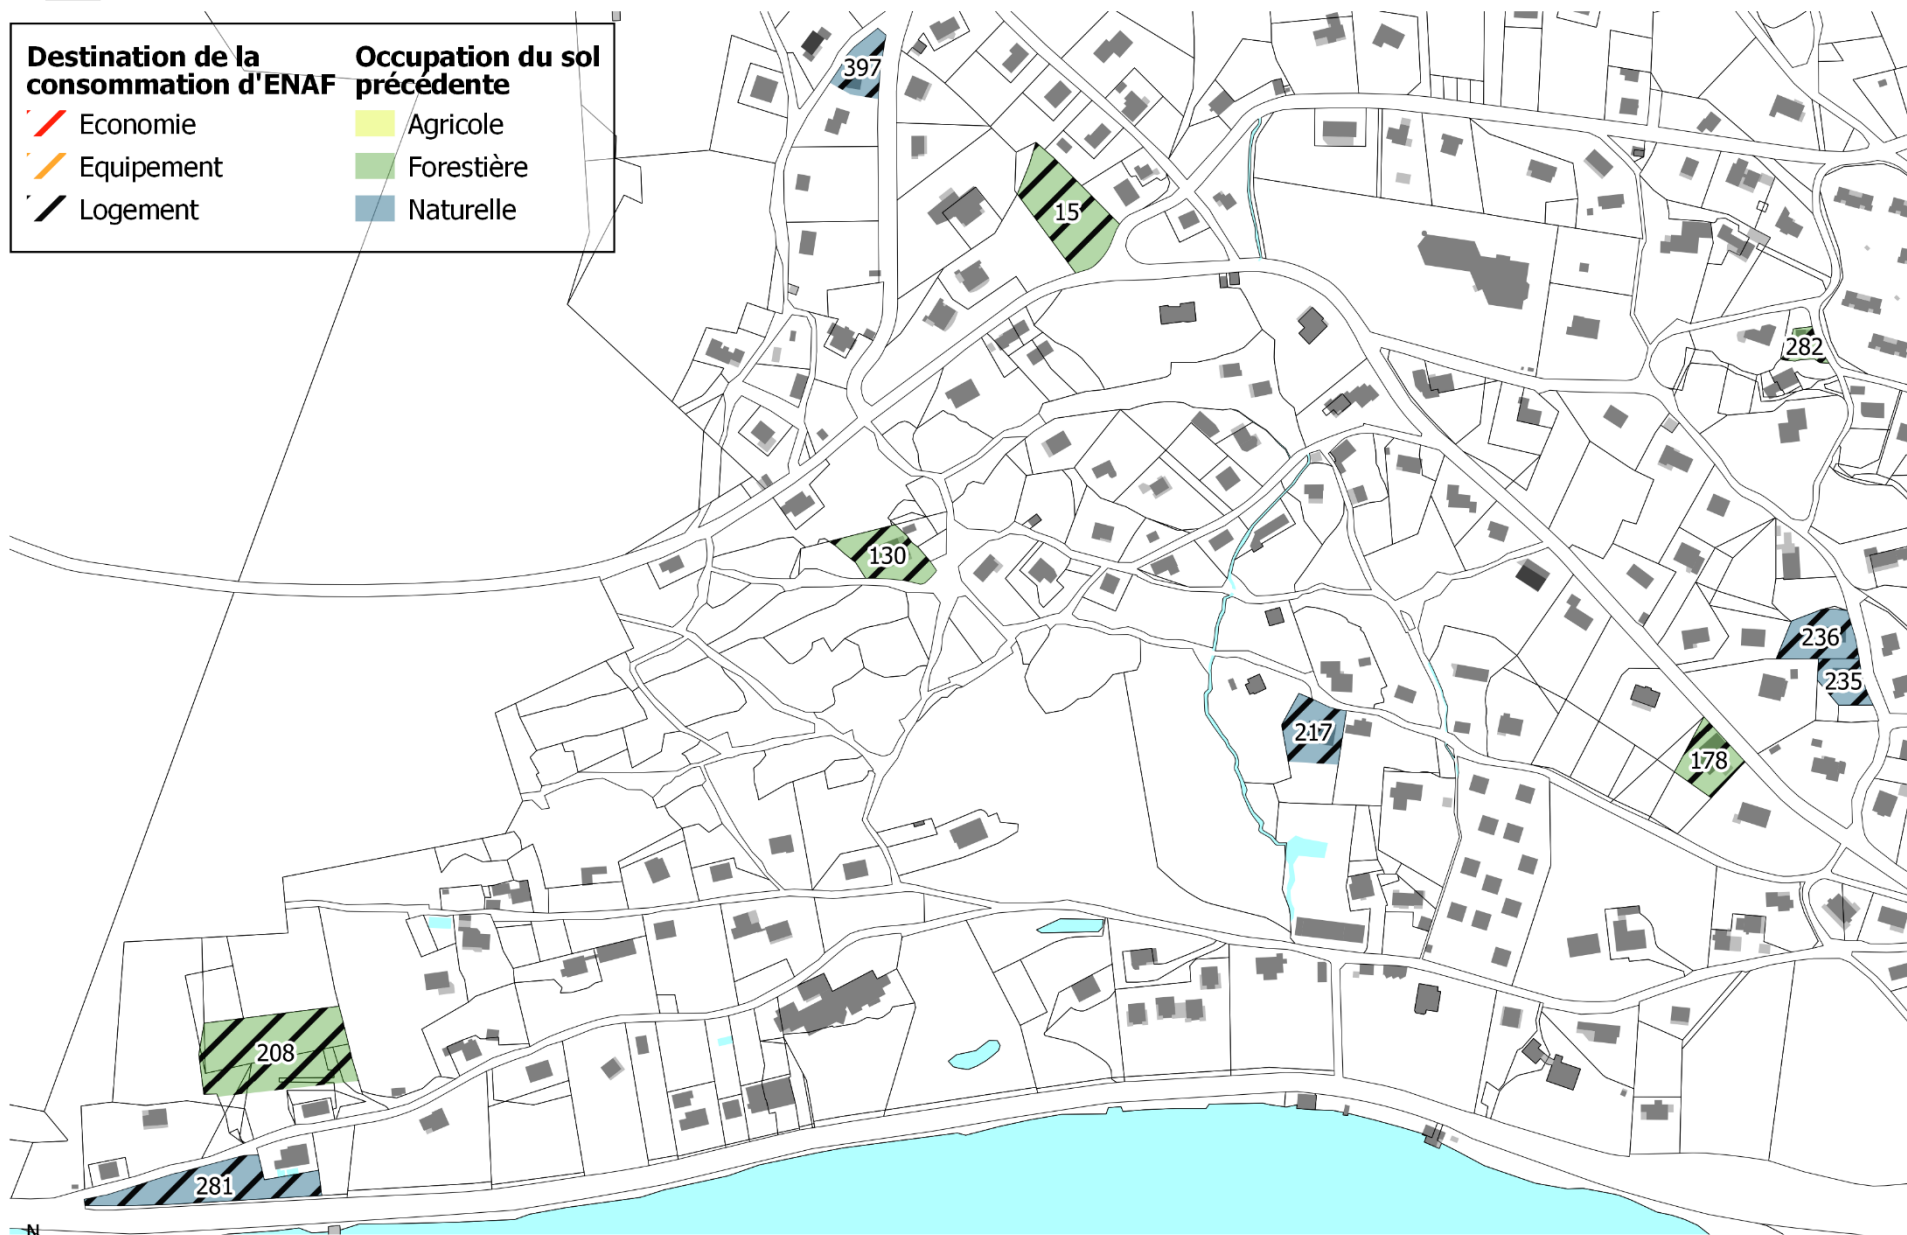 Destination de la
consommation d'ENAF
Economie
Equipement
Logement
Occupation du sol
précédente
Agricole
Forestière
Naturelle
397
15
282
130
236
235
217
178
208
281
N